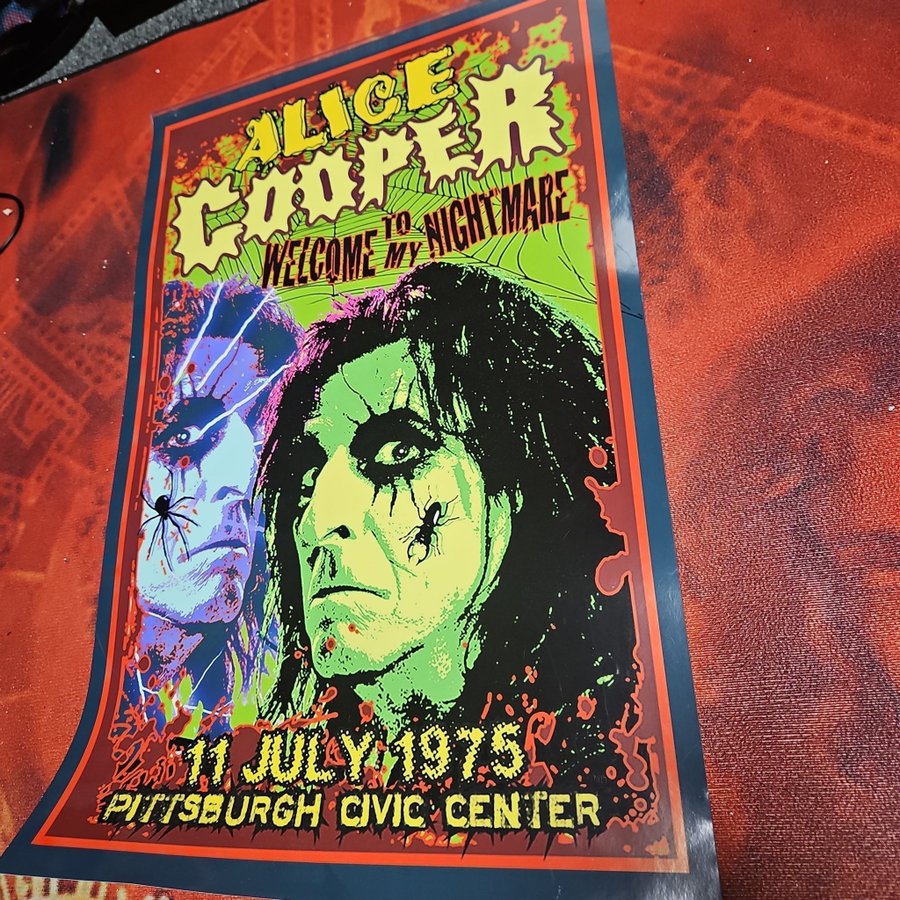 ALICE
COOPER
WELCOME TO MY NIGHTMARE
11 JULY 1975
PITTSBURGH CIVIC CENTER